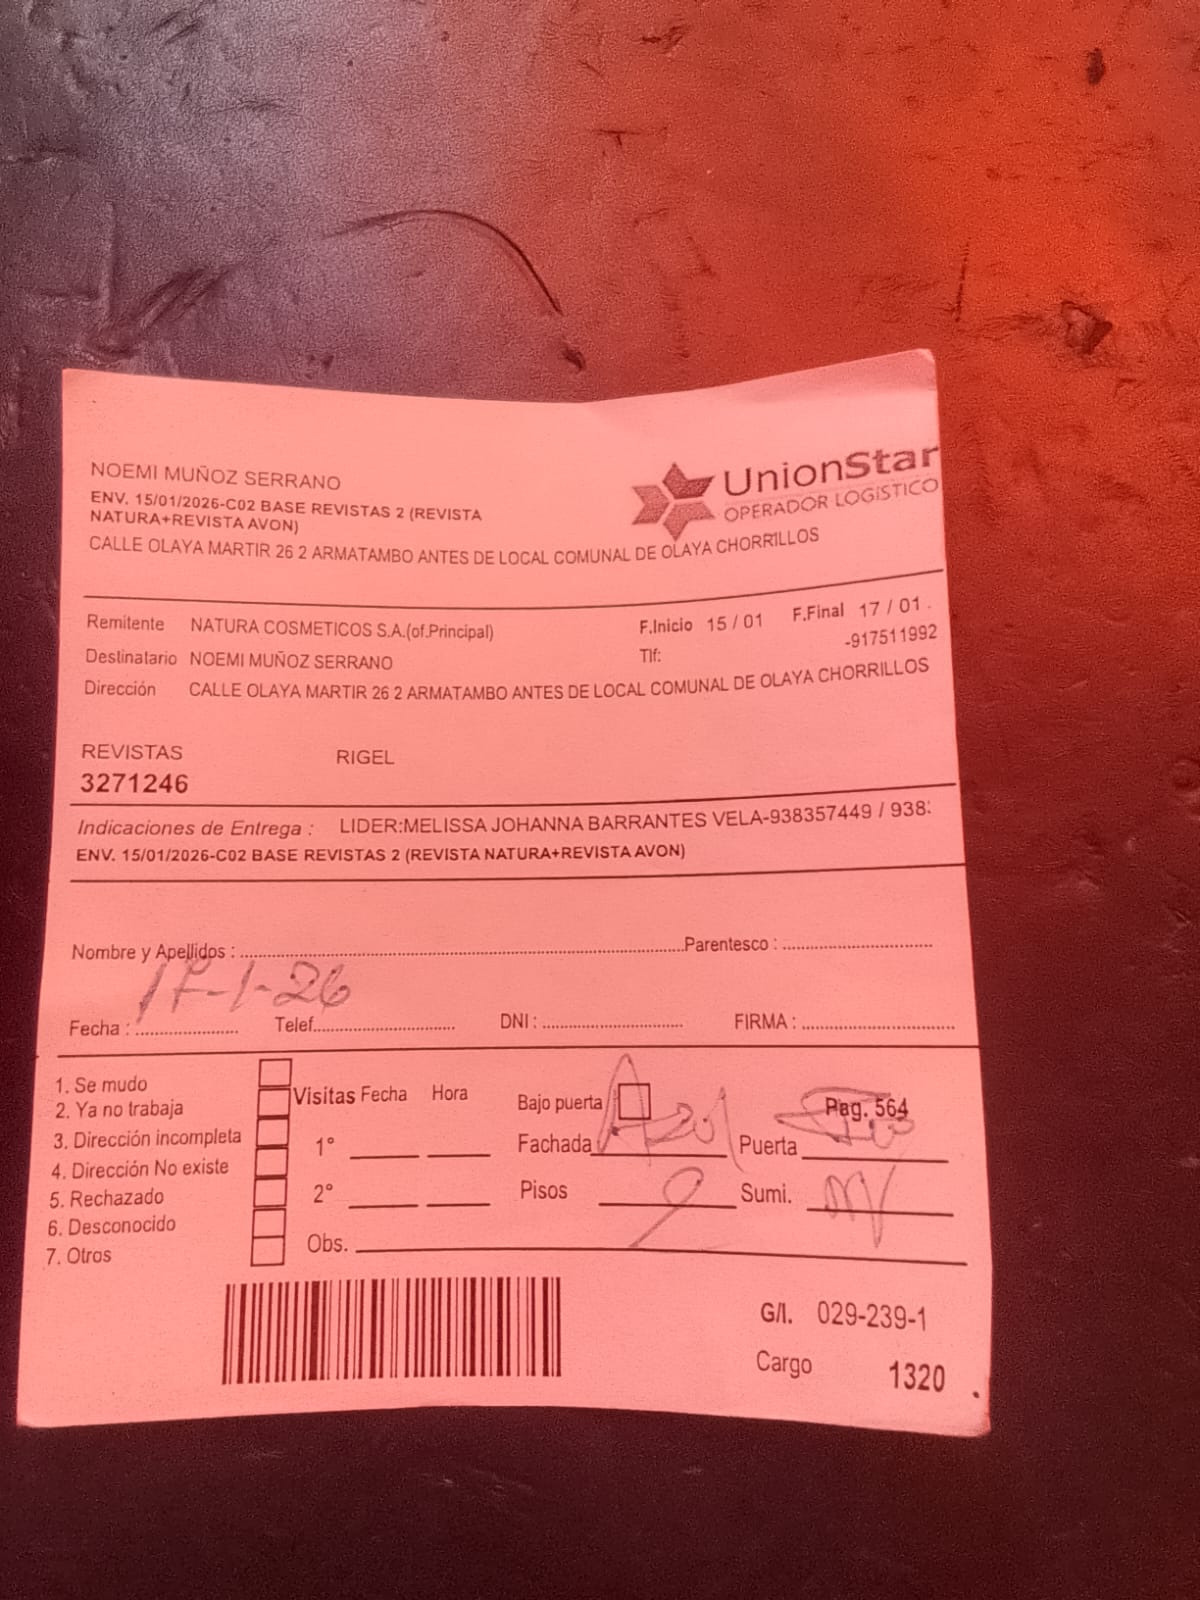 NOEMI MUÑOZ SERRANO
ENV. 15/01/2026-C02 BASE REVISTAS 2 (REVISTA
NATURA+REVISTA AVON)
UnionStar
OPERADOR LOGISTICO
CALLE OLAYA MARTIR 26 2 ARMATAMBO ANTES DE LOCAL COMUNAL DE OLAYA CHORRILLOS
Remitente NATURA COSMETICOS S.A.(of.Principal) F.Inicio 15 / 01 F.Final 17 / 01 .
Destinatario NOEMI MUÑOZ SERRANO Tlf: -917511992
Dirección CALLE OLAYA MARTIR 26 2 ARMATAMBO ANTES DE LOCAL COMUNAL DE OLAYA CHORRILLOS
REVISTAS RIGEL
3271246
Indicaciones de Entrega : LIDER:MELISSA JOHANNA BARRANTES VELA-938357449 / 938
ENV. 15/01/2026-C02 BASE REVISTAS 2 (REVISTA NATURA+REVISTA AVON)
Nombre y Apellidos : Parentesco :
17-1-26
Fecha : Telef. DNI : FIRMA :
1. Se mudo
2. Ya no trabaja
3. Dirección incompleta
4. Dirección No existe
5. Rechazado
6. Desconocido
7. Otros
Visitas Fecha Hora
1°
2°
Obs.
Bajo puerta Pag. 564
Fachada Azul Puerta
Pisos 2 Sumi.
G/I. 029-239-1
Cargo 1320